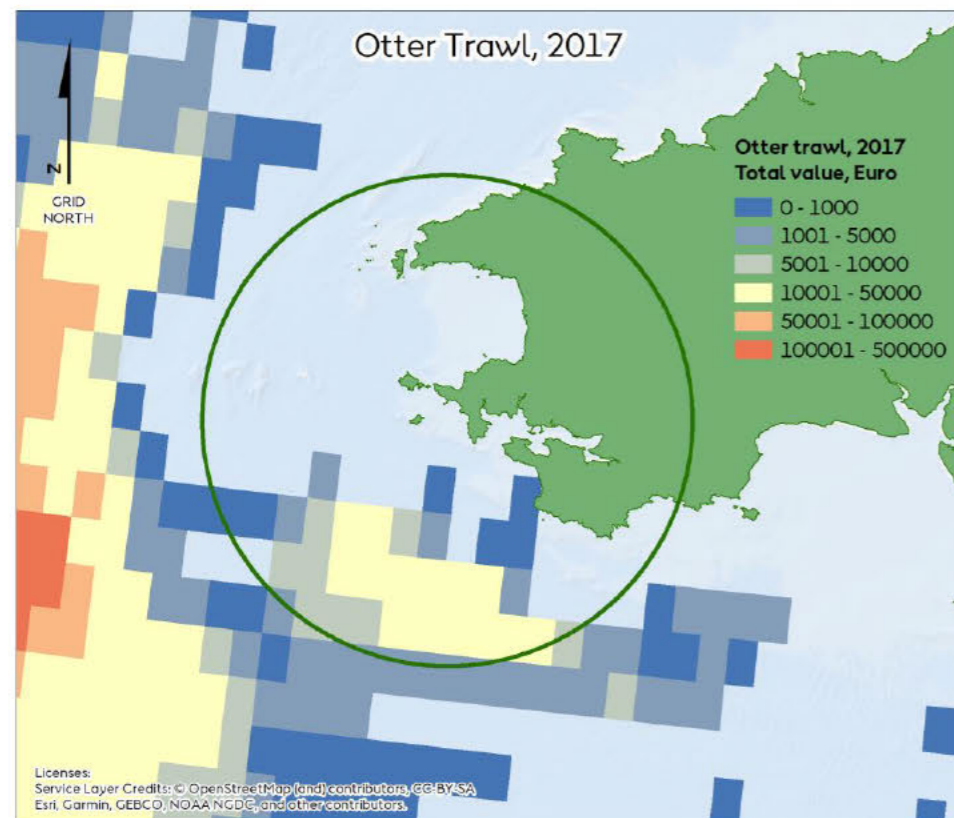 Otter Trawl, 2017
N
GRID
NORTH
Otter trawl, 2017
Total value, Euro
0 - 1000
1001 - 5000
5001 - 10000
10001 - 50000
50001 - 100000
100001 - 500000
Licenses:
Service Layer Credits: © OpenStreetMap (and) contributors, CC-BY-SA
Esri, Garmin, GEBCO, NOAA NGDC, and other contributors.